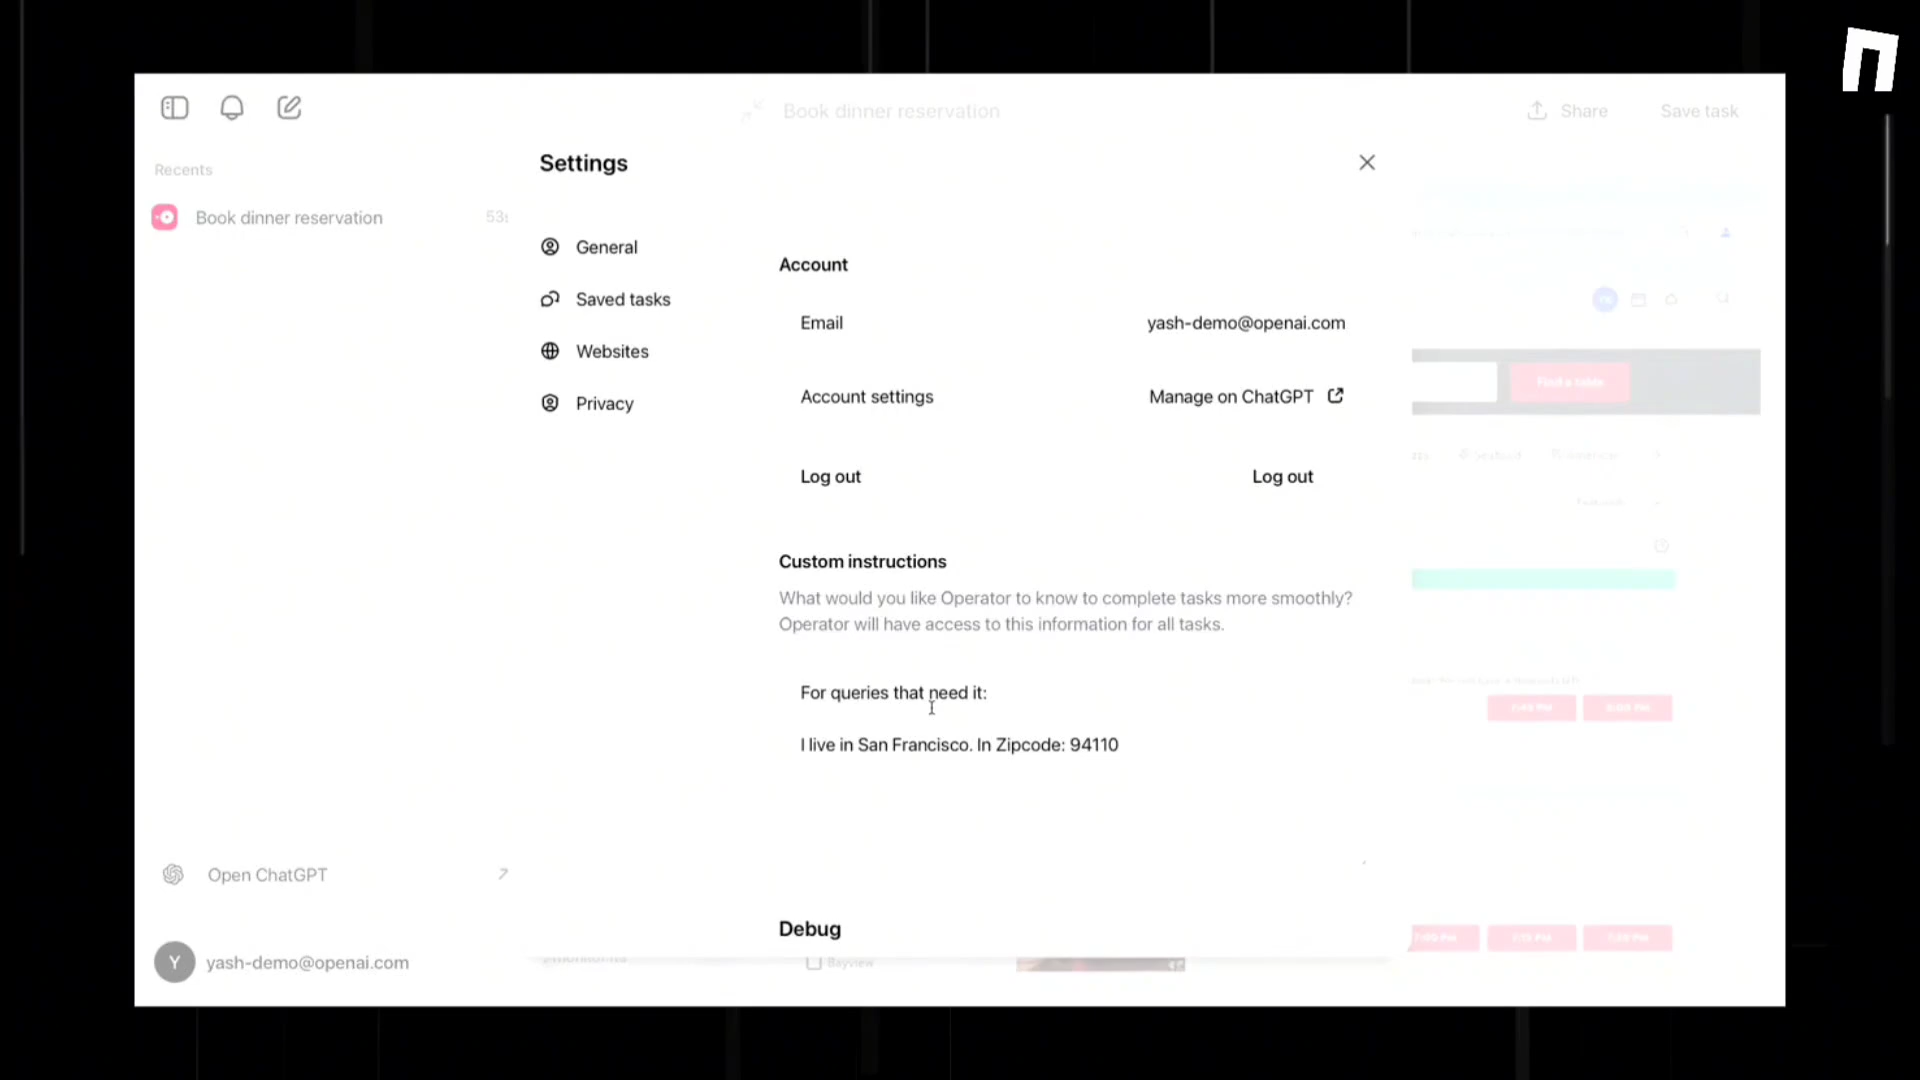 Book dinner reservation
Share
Save task
Recents
Book dinner reservation
Settings
General
Saved tasks
Websites
Privacy
Account
Email
yash-demo@openai.com
Account settings
Manage on ChatGPT
Log out
Log out
Custom instructions
What would you like Operator to know to complete tasks more smoothly?
Operator will have access to this information for all tasks.
For queries that need it:
I live in San Francisco. In Zipcode: 94110
Debug
Open ChatGPT
Y
yash-demo@openai.com
Find a table
Bayview